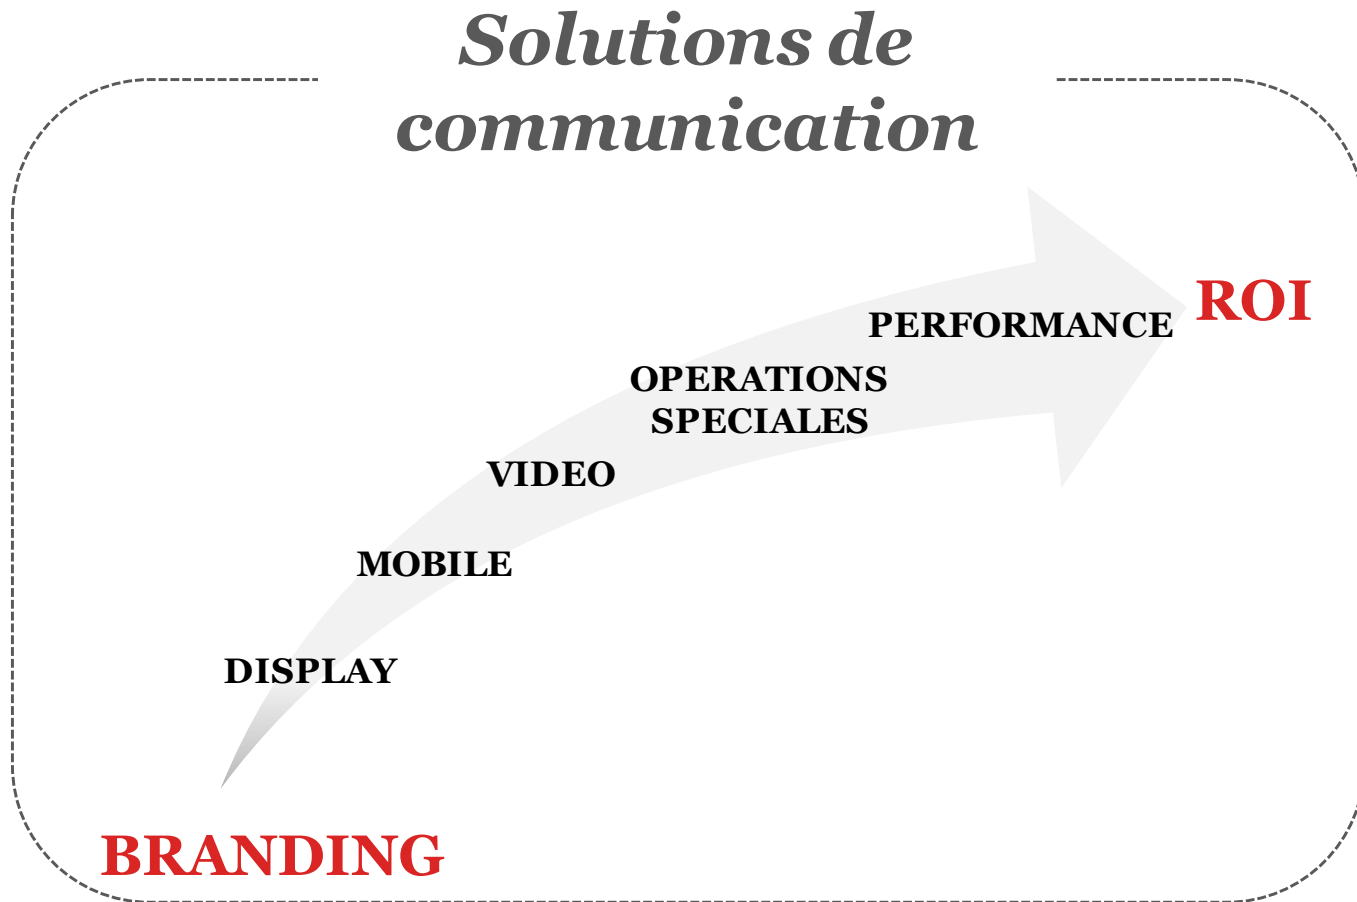 Solutions de
communication
ROI
PERFORMANCE
OPERATIONS
SPECIALES
VIDEO
MOBILE
DISPLAY
BRANDING